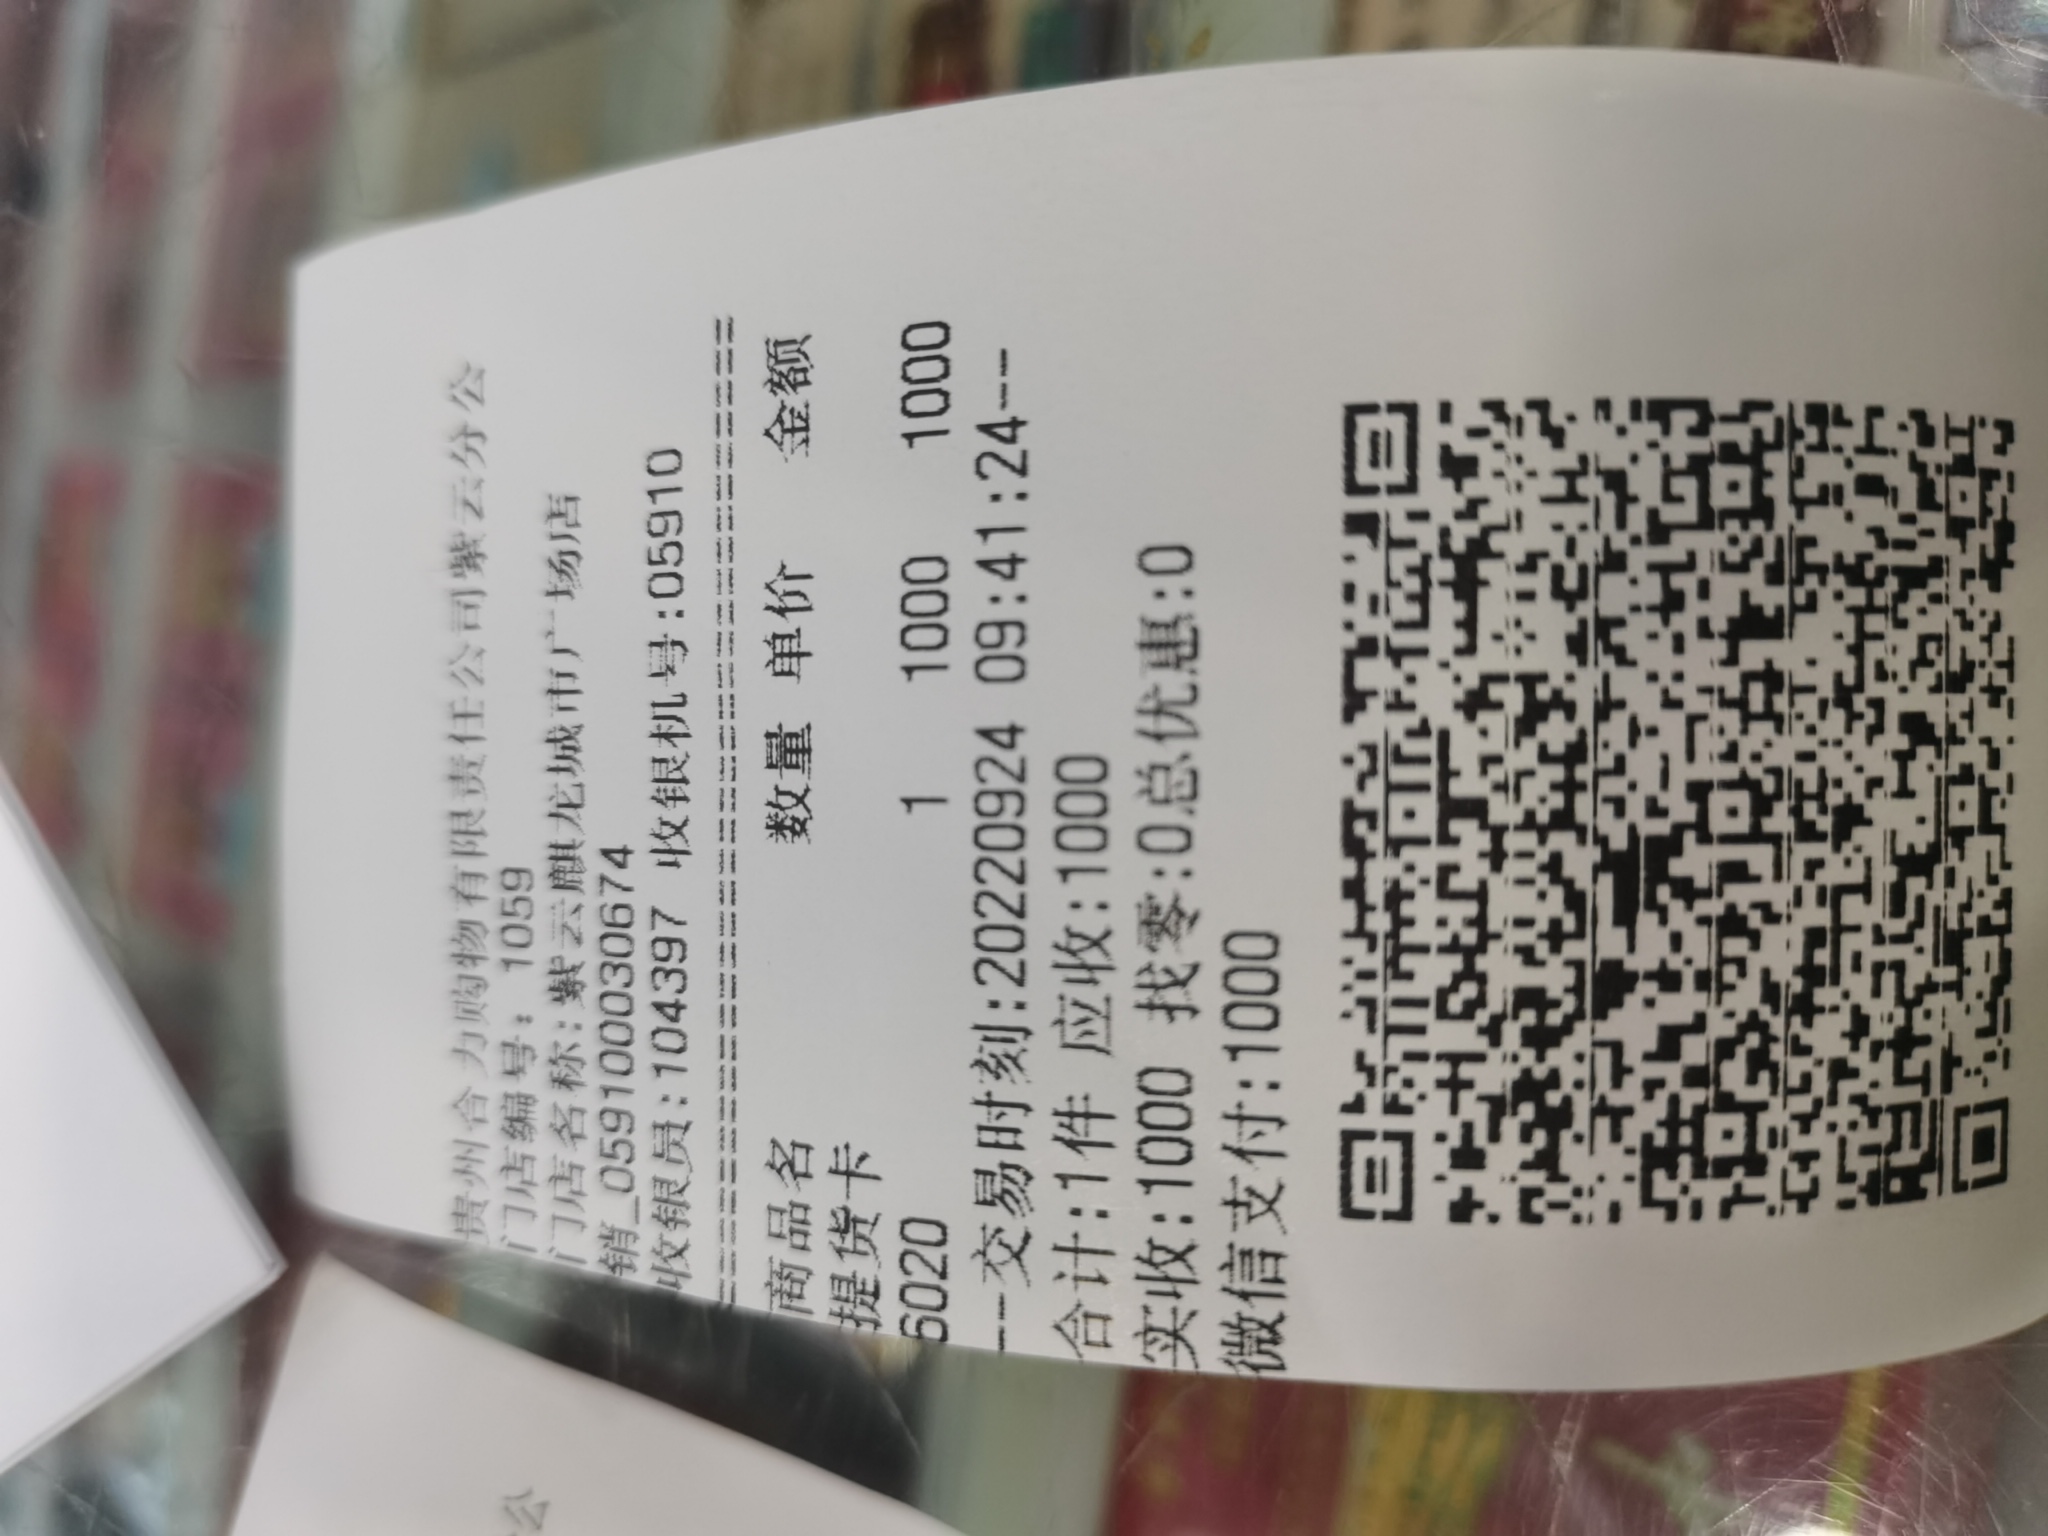 贵州合力购物有限责任公司紫云分公
门店编号: 1059
门店名称:紫云麒龙城市广场店
销_0591000030674
收银员:104397 收银机号:05910
商品名 数量 单价 金额
提货卡
6020 1 1000 1000
--交易时刻:20220924 09:41:24--
合计:1件 应收:1000
实收:1000 找零:0总优惠:0
微信支付:1000
公